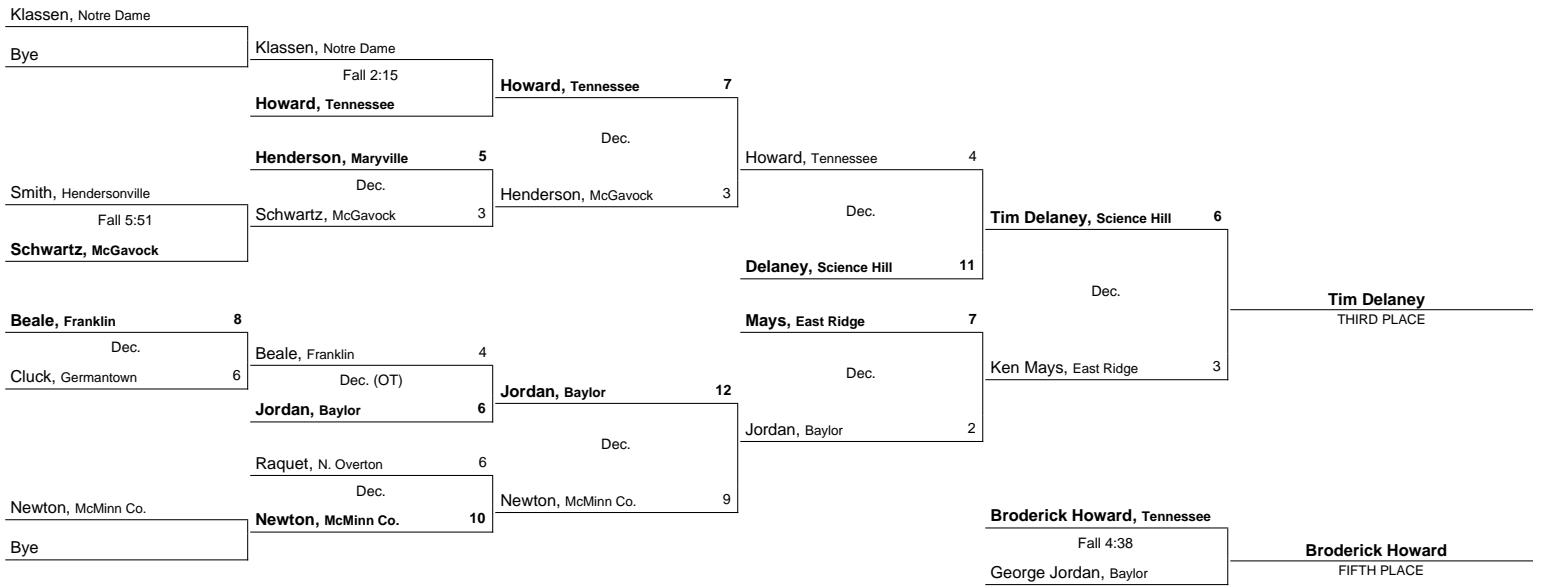 Klassen, Notre Dame
Bye
Klassen, Notre Dame
Fall 2:15
Howard, Tennessee
Howard, Tennessee 7
Dec.
Henderson, McGavock 3
Henderson, Maryville 5
Dec.
Schwartz, McGavock 3
Smith, Hendersonville
Fall 5:51
Schwartz, McGavock
Howard, Tennessee 4
Dec.
Delaney, Science Hill 11
Tim Delaney, Science Hill 6
Dec.
Ken Mays, East Ridge 3
Tim Delaney
THIRD PLACE
Beale, Franklin 8
Dec.
Cluck, Germantown 6
Beale, Franklin 4
Dec. (OT)
Jordan, Baylor 6
Jordan, Baylor 12
Dec.
Newton, McMinn Co. 9
Mays, East Ridge 7
Dec.
Jordan, Baylor 2
Raquet, N. Overton 6
Dec.
Newton, McMinn Co. 10
Newton, McMinn Co.
Bye
Broderick Howard, Tennessee
Fall 4:38
George Jordan, Baylor
Broderick Howard
FIFTH PLACE